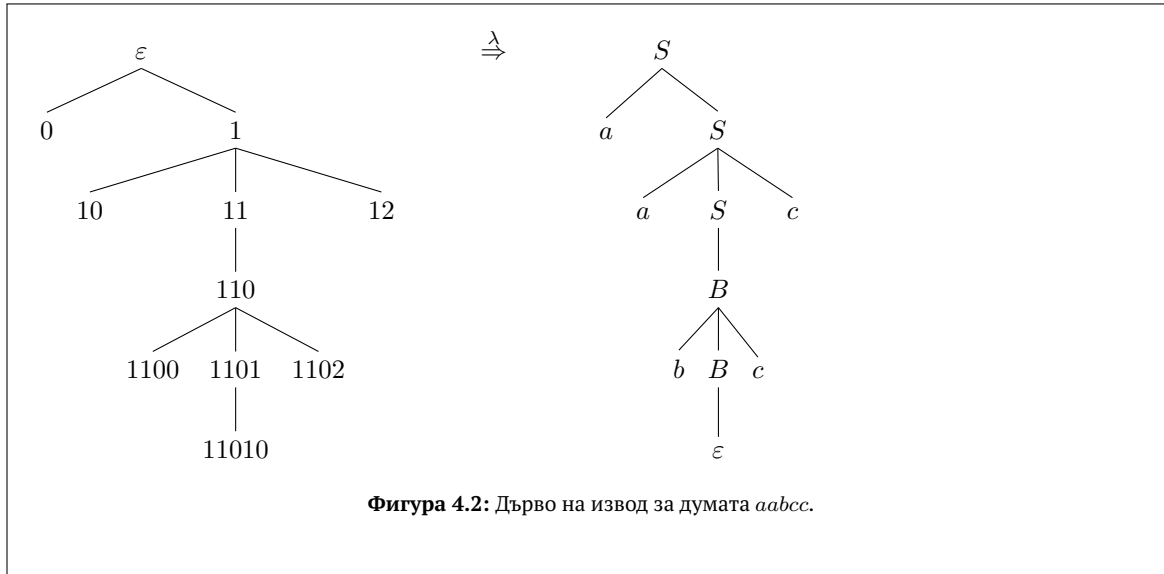 ε λ⇒ S
0 1 a S
10 11 12 a S c
110 B
1100 1101 1102 b B c
11010 ε
Фигура 4.2: Дърво на извод за думата aabcc.